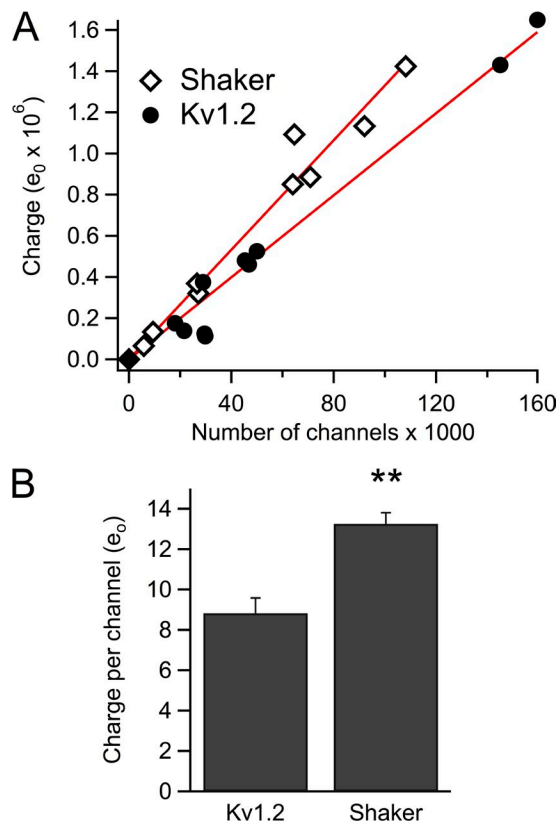 A
1.6
1.4
1.2
1.0
0.8
0.6
0.4
0.2
0.0
Charge (e₀ x 10⁶)
Shaker
Kv1.2
0 40 80 120 160
Number of channels x 1000
B
**
14
12
10
8
6
4
2
0
Charge per channel (eₒ)
Kv1.2 Shaker